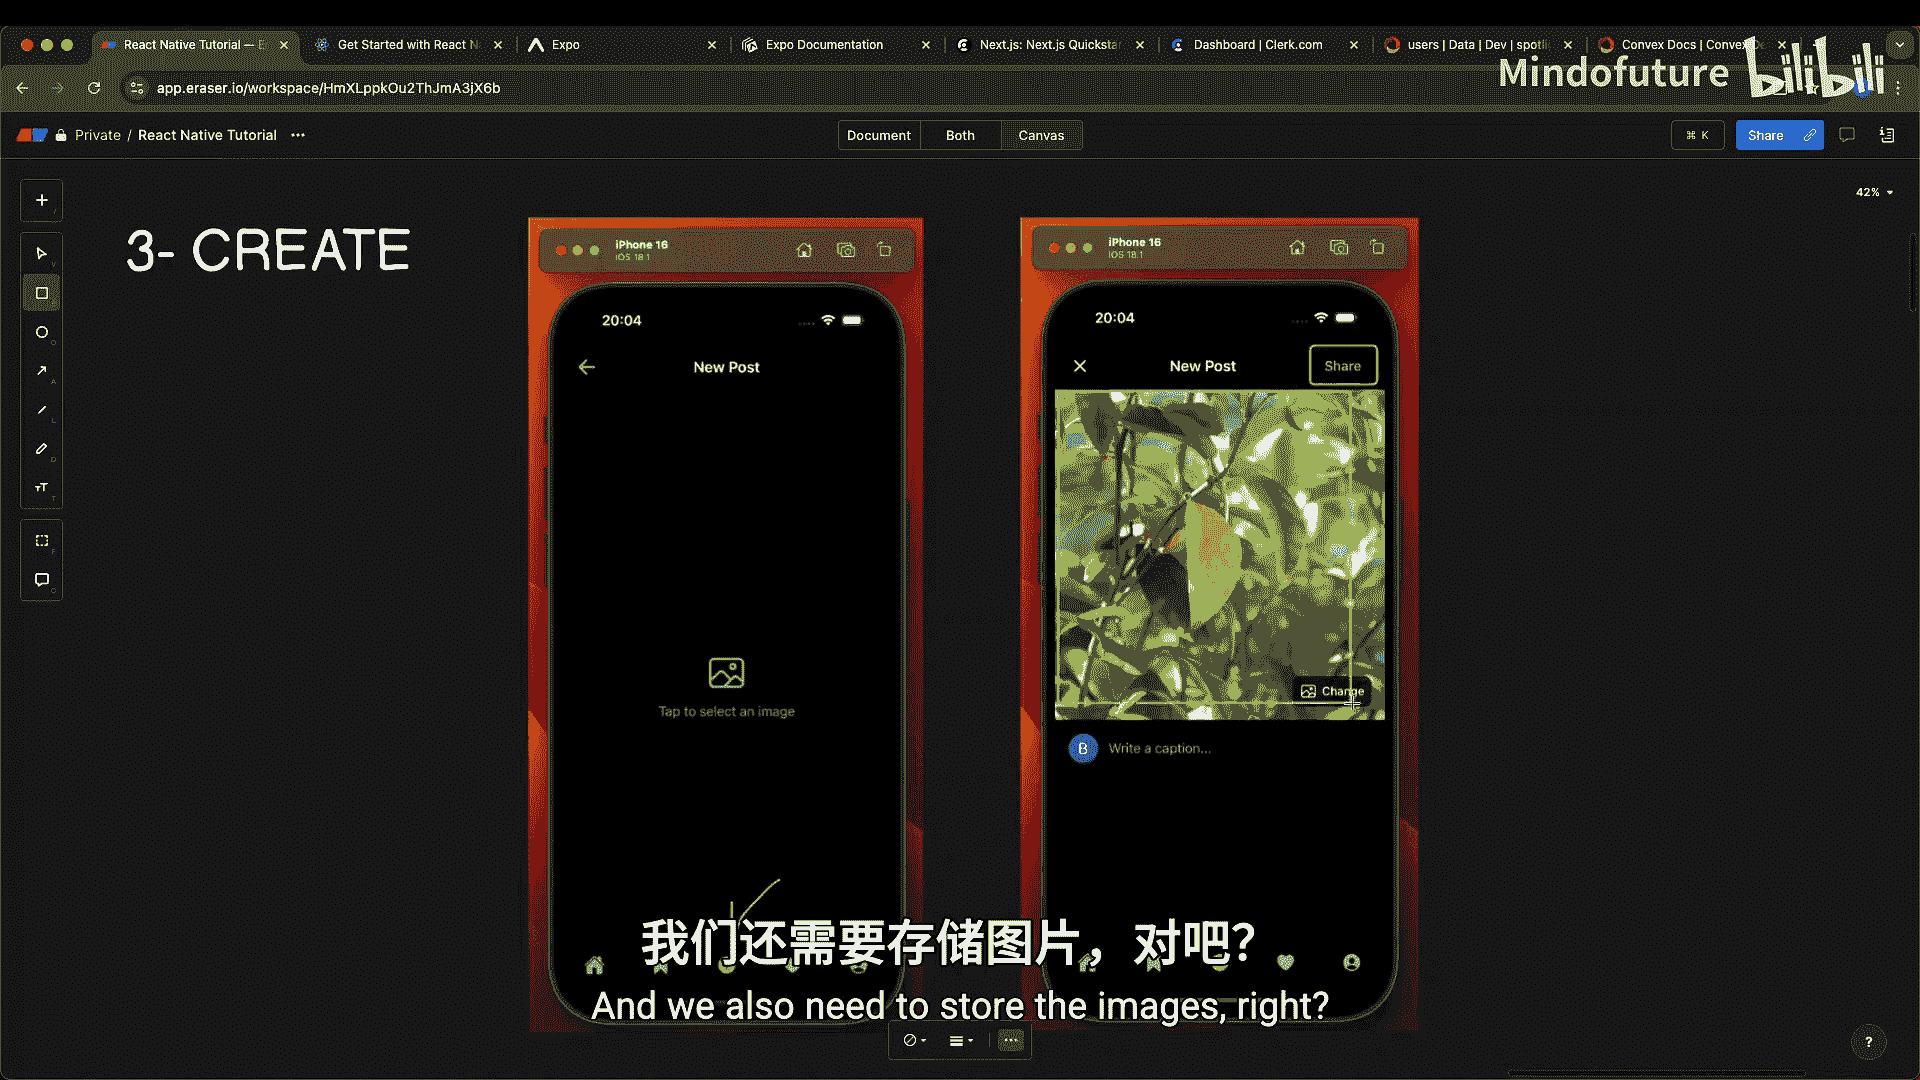 React Native Tutorial — E
Get Started with React N
Expo
Expo Documentation
Next.js: Next.js Quickstar
Dashboard | Clerk.com
users | Data | Dev | spotli
Convex Docs | Convex
app.eraser.io/workspace/HmXLppkOu2ThJmA3jX6b
Mindofuture bilibili
Private / React Native Tutorial
Document
Both
Canvas
⌘ K
Share
42%
3- CREATE
iPhone 16
iOS 18.1
20:04
New Post
Tap to select an image
iPhone 16
iOS 18.1
20:04
New Post
Share
Change
B
Write a caption...
我们还需要存储图片，对吧？
And we also need to store the images, right?
?